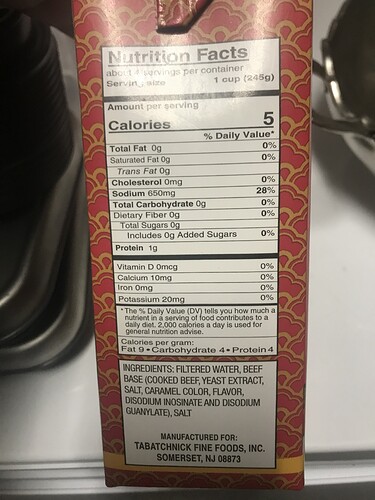 Nutrition Facts
about 4 servings per container
Serving size 1 cup (245g)
Amount per serving
Calories 5
% Daily Value*
Total Fat 0g 0%
Saturated Fat 0g 0%
Trans Fat 0g
Cholesterol 0mg 0%
Sodium 650mg 28%
Total Carbohydrate 0g 0%
Dietary Fiber 0g 0%
Total Sugars 0g
Includes 0g Added Sugars 0%
Protein 1g
Vitamin D 0mcg 0%
Calcium 10mg 0%
Iron 0mg 0%
Potassium 20mg 0%
*The % Daily Value (DV) tells you how much a
nutrient in a serving of food contributes to a
daily diet. 2,000 calories a day is used for
general nutrition advise.
Calories per gram:
Fat 9 • Carbohydrate 4 • Protein 4
INGREDIENTS: FILTERED WATER, BEEF
BASE (COOKED BEEF, YEAST EXTRACT,
SALT, CARAMEL COLOR, FLAVOR,
DISODIUM INOSINATE AND DISODIUM
GUANYLATE), SALT
MANUFACTURED FOR:
TABATCHNICK FINE FOODS, INC.
SOMERSET, NJ 08873